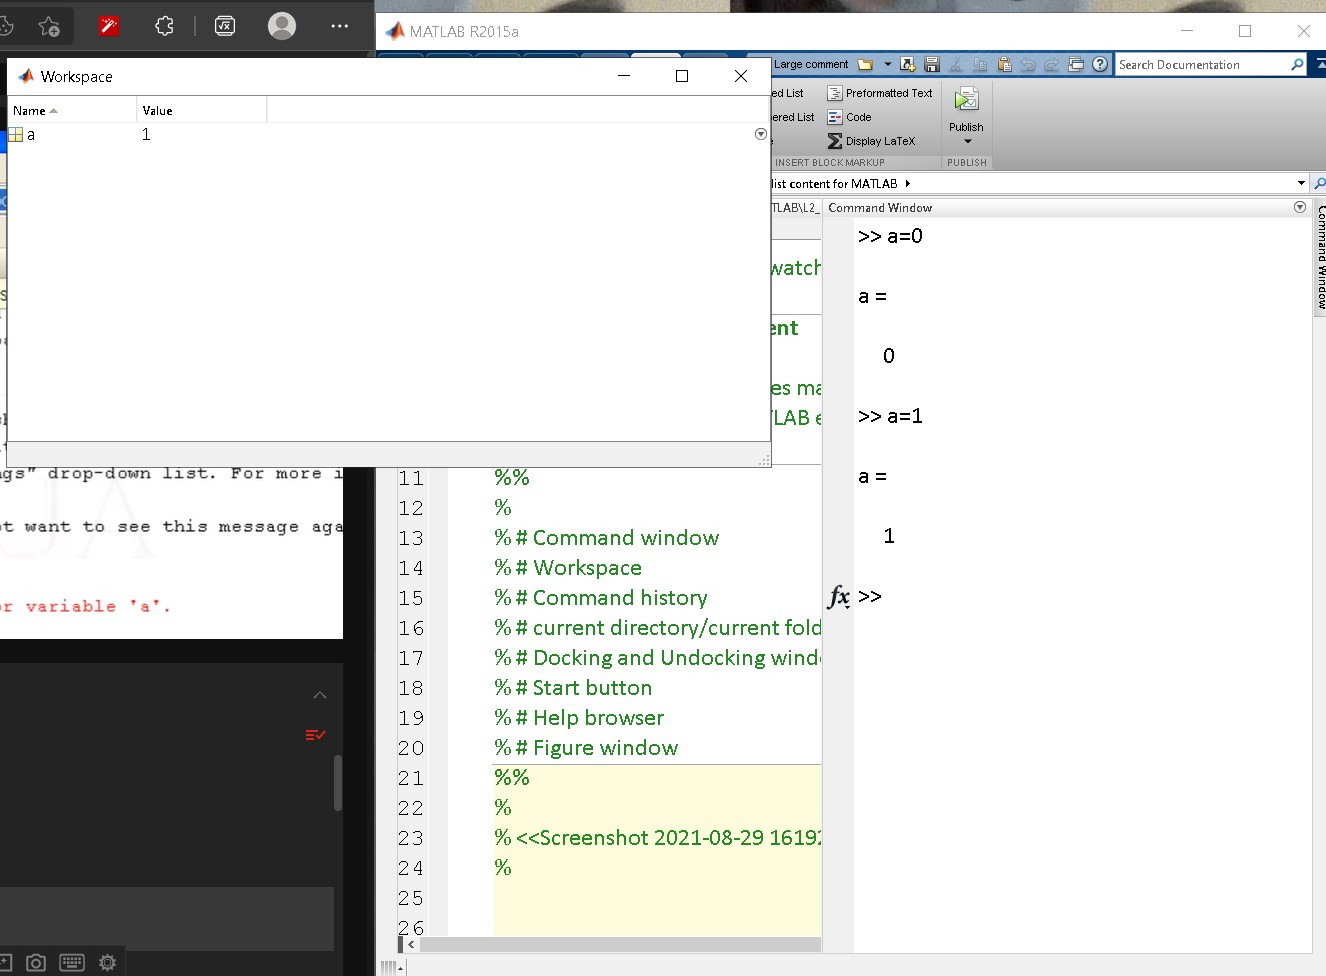 MATLAB R2015a
Workspace
Large comment
Search Documentation
Name
Value
ed List
Preformatted Text
a
1
ered List
Code
Publish
Display LaTeX
INSERT BLOCK MARKUP
PUBLISH
list content for MATLAB
TLAB\L2_
Command Window
Command Window
>> a=0
watch
a =
ent
0
es ma
>> a=1
LAB e
gs" drop-down list. For more i
11 %%
a =
12 %
ot want to see this message aga
1
13 % # Command window
14 % # Workspace
15 % # Command history
fx >>
or variable 'a'.
16 % # current directory/current fold
17 % # Docking and Undocking wind
18 % # Start button
19 % # Help browser
20 % # Figure window
21 %%
22 %
23 % <<Screenshot 2021-08-29 16192
24 %
25
26